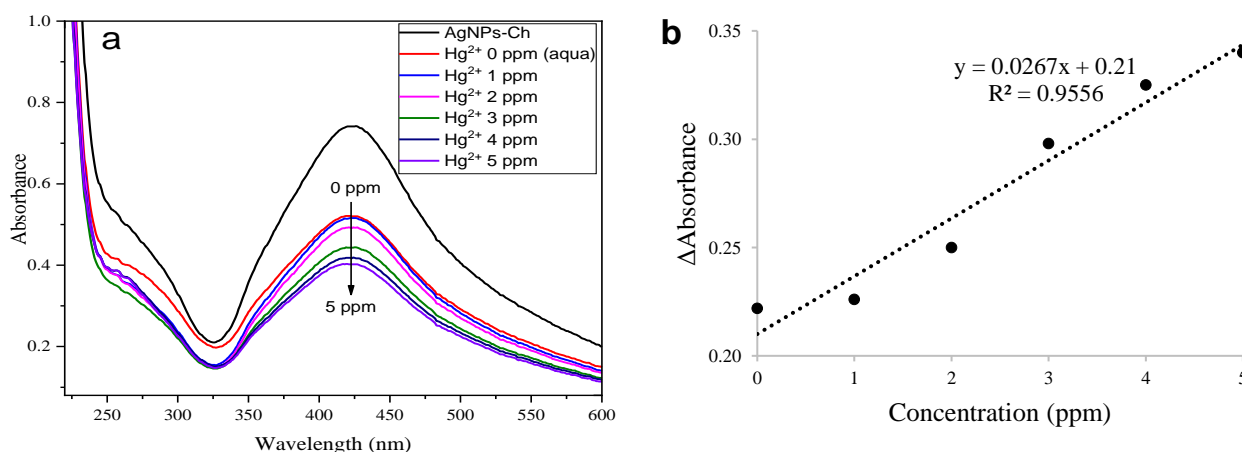 a
AgNPs-Ch
Hg²⁺ 0 ppm (aqua)
Hg²⁺ 1 ppm
Hg²⁺ 2 ppm
Hg²⁺ 3 ppm
Hg²⁺ 4 ppm
Hg²⁺ 5 ppm
0 ppm
5 ppm
1.0
0.8
0.6
0.4
0.2
Absorbance
250 300 350 400 450 500 550 600
Wavelength (nm)
b
y = 0.0267x + 0.21
R² = 0.9556
0.35
0.30
0.25
0.20
ΔAbsorbance
0 1 2 3 4 5
Concentration (ppm)